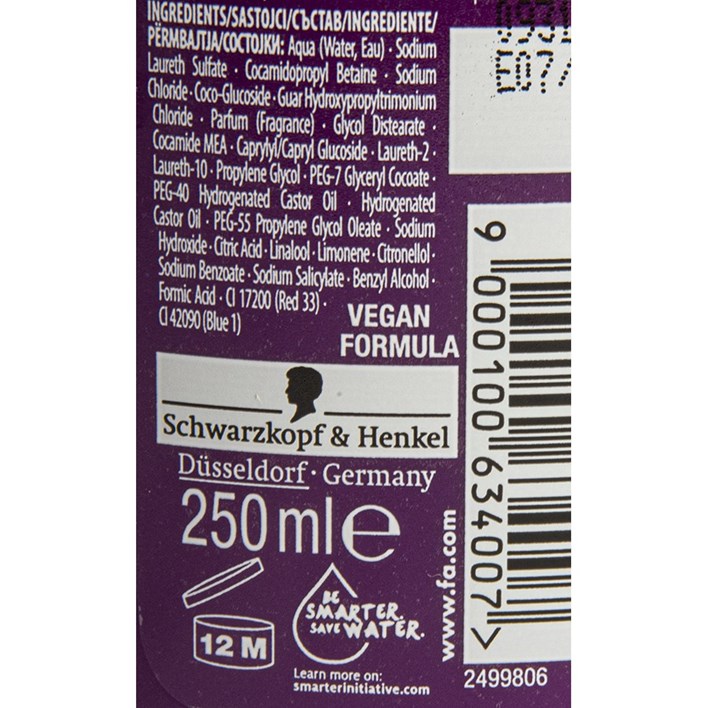 INGREDIENTS/SASTOJCI/СЪСТАВ/INGREDIENTE/
PËRMBAJTJA/СОСТОЈКИ: Aqua (Water, Eau) · Sodium
Laureth Sulfate · Cocamidopropyl Betaine · Sodium
Chloride · Coco-Glucoside · Guar Hydroxypropyltrimonium
Chloride · Parfum (Fragrance) · Glycol Distearate ·
Cocamide MEA · Caprylyl/Capryl Glucoside · Laureth-2 ·
Laureth-10 · Propylene Glycol · PEG-7 Glyceryl Cocoate ·
PEG-40 Hydrogenated Castor Oil · Hydrogenated
Castor Oil · PEG-55 Propylene Glycol Oleate · Sodium
Hydroxide · Citric Acid · Linalool · Limonene · Citronellol ·
Sodium Benzoate · Sodium Salicylate · Benzyl Alcohol ·
Formic Acid · CI 17200 (Red 33) ·
CI 42090 (Blue 1)
VEGAN
FORMULA
Schwarzkopf & Henkel
Düsseldorf · Germany
250 ml e
12 M
BE
SMARTER.
SAVE WATER.
Learn more on:
smarterinitiative.com
www.fa.com
9 000100 634007 >
2499806